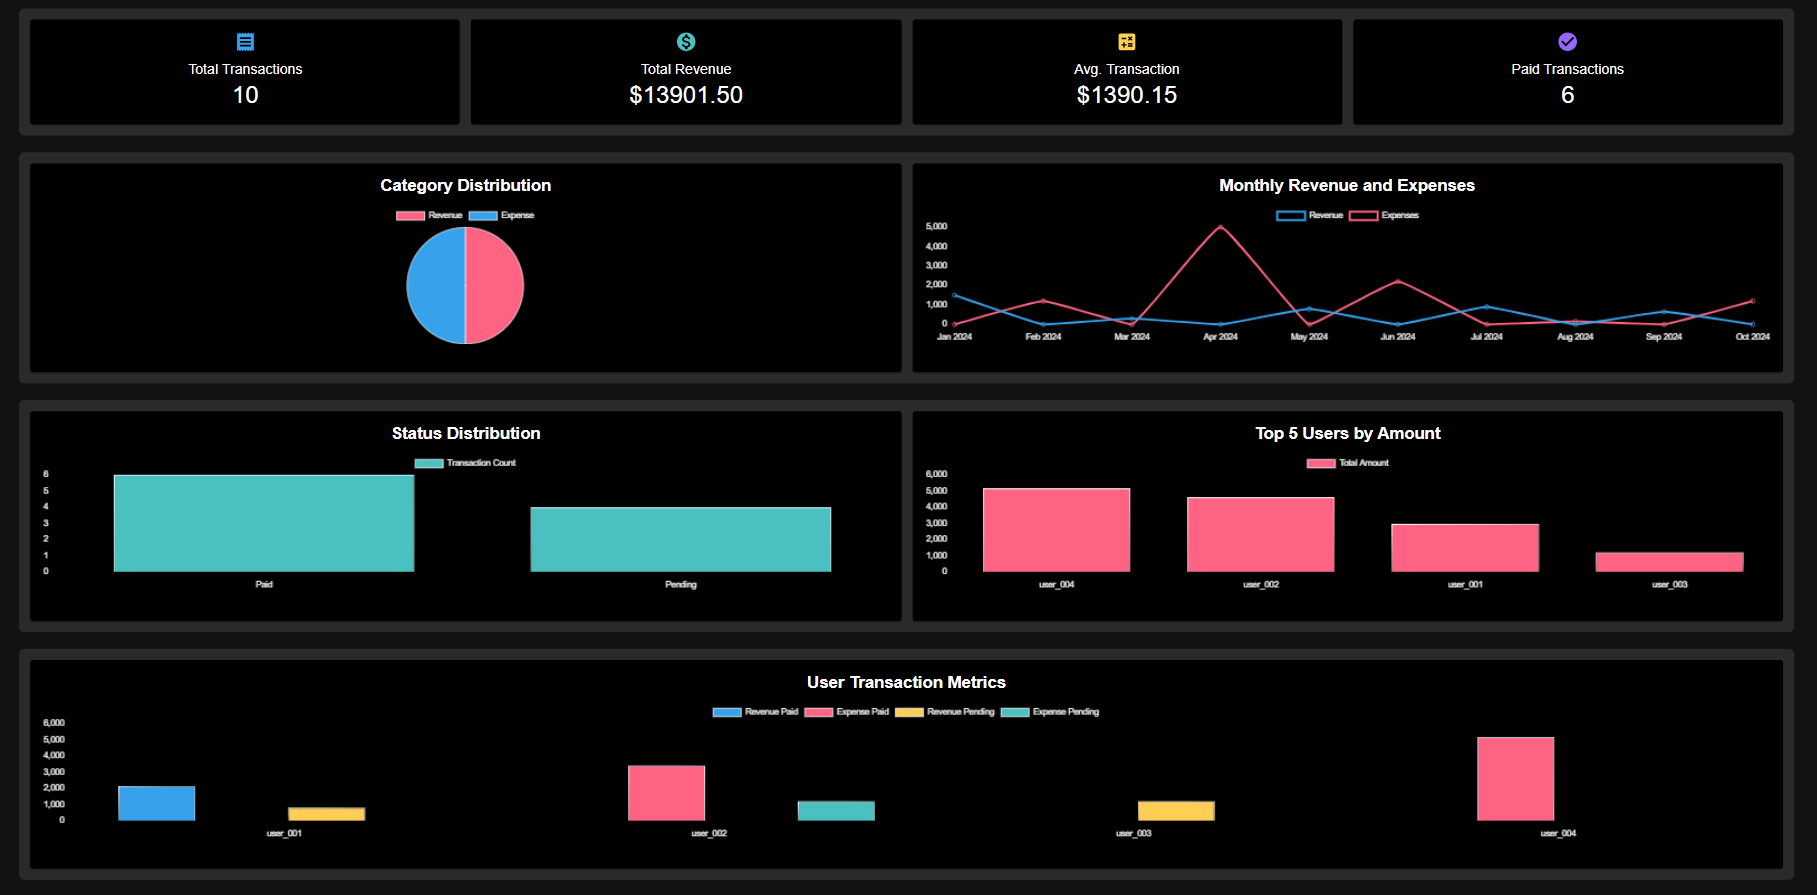 Total Transactions
10
Total Revenue
$13901.50
Avg. Transaction
$1390.15
Paid Transactions
6
Category Distribution
Revenue Expense
Monthly Revenue and Expenses
Revenue Expenses
5,000
4,000
3,000
2,000
1,000
0
Jan 2024 Feb 2024 Mar 2024 Apr 2024 May 2024 Jun 2024 Jul 2024 Aug 2024 Sep 2024 Oct 2024
Status Distribution
Transaction Count
6
5
4
3
2
1
0
Paid Pending
Top 5 Users by Amount
Total Amount
6,000
5,000
4,000
3,000
2,000
1,000
0
user_004 user_002 user_001 user_003
User Transaction Metrics
Revenue Paid Expense Paid Revenue Pending Expense Pending
6,000
5,000
4,000
3,000
2,000
1,000
0
user_001 user_002 user_003 user_004